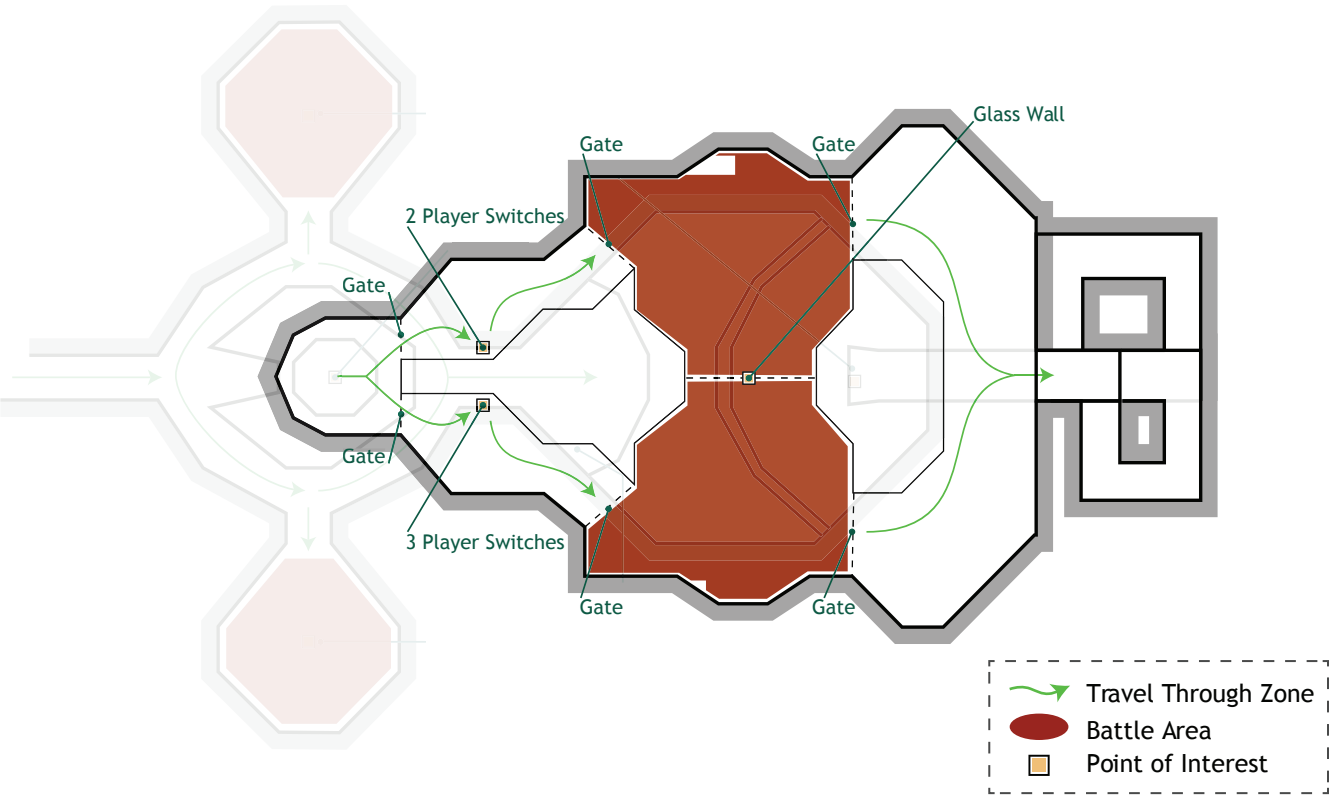 Glass Wall
Gate
Gate
2 Player Switches
Gate
Gate
3 Player Switches
Gate
Gate
Travel Through Zone
Battle Area
Point of Interest